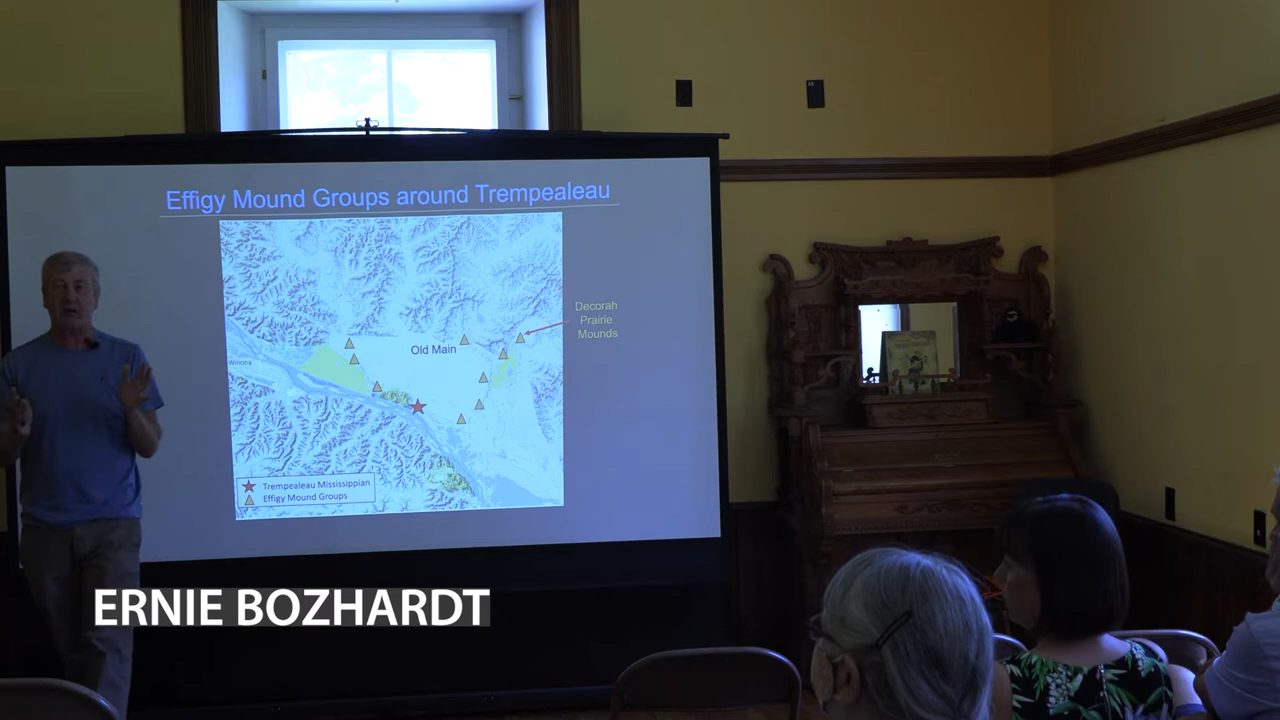 Effigy Mound Groups around Trempealeau
Decorah
Prairie
Mounds
Old Main
Winona
Trempealeau Mississippian
Effigy Mound Groups
ERNIE BOZHARDT